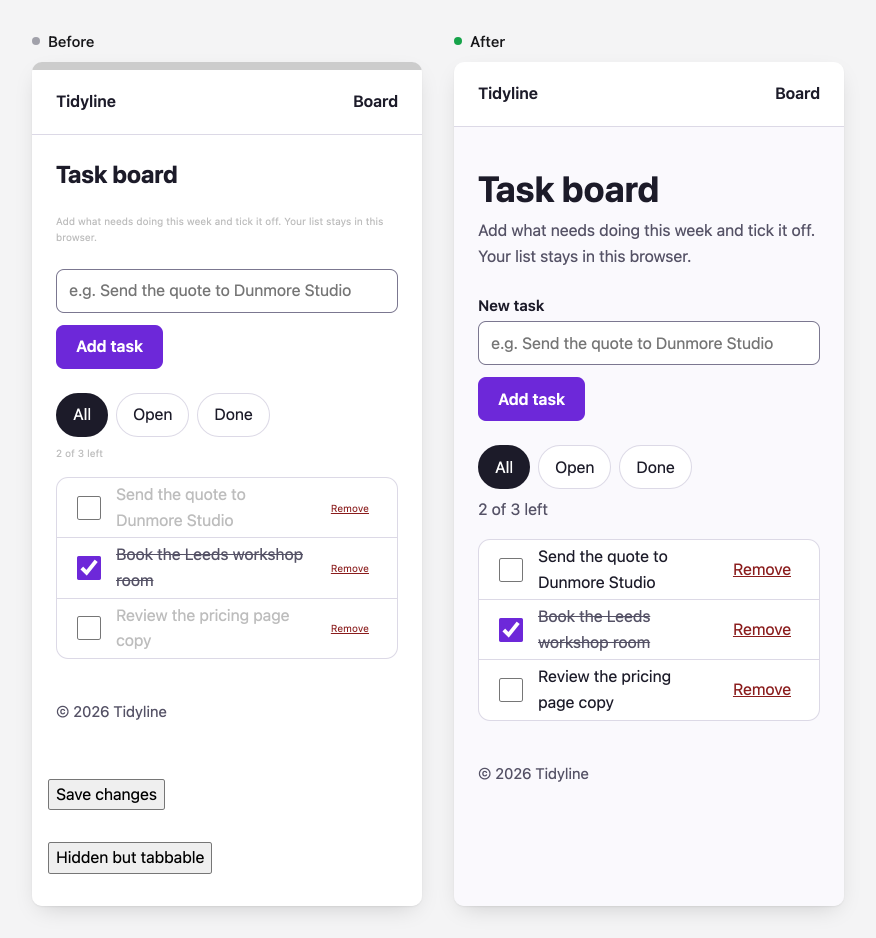 Before
Tidyline
Board
Task board
Add what needs doing this week and tick it off. Your list stays in this
browser.
e.g. Send the quote to Dunmore Studio
Add task
All
Open
Done
2 of 3 left
Send the quote to
Dunmore Studio
Remove
Book the Leeds workshop
room
Remove
Review the pricing page
copy
Remove
© 2026 Tidyline
Save changes
Hidden but tabbable
After
Tidyline
Board
Task board
Add what needs doing this week and tick it off.
Your list stays in this browser.
New task
e.g. Send the quote to Dunmore Studio
Add task
All
Open
Done
2 of 3 left
Send the quote to
Dunmore Studio
Remove
Book the Leeds
workshop room
Remove
Review the pricing
page copy
Remove
© 2026 Tidyline